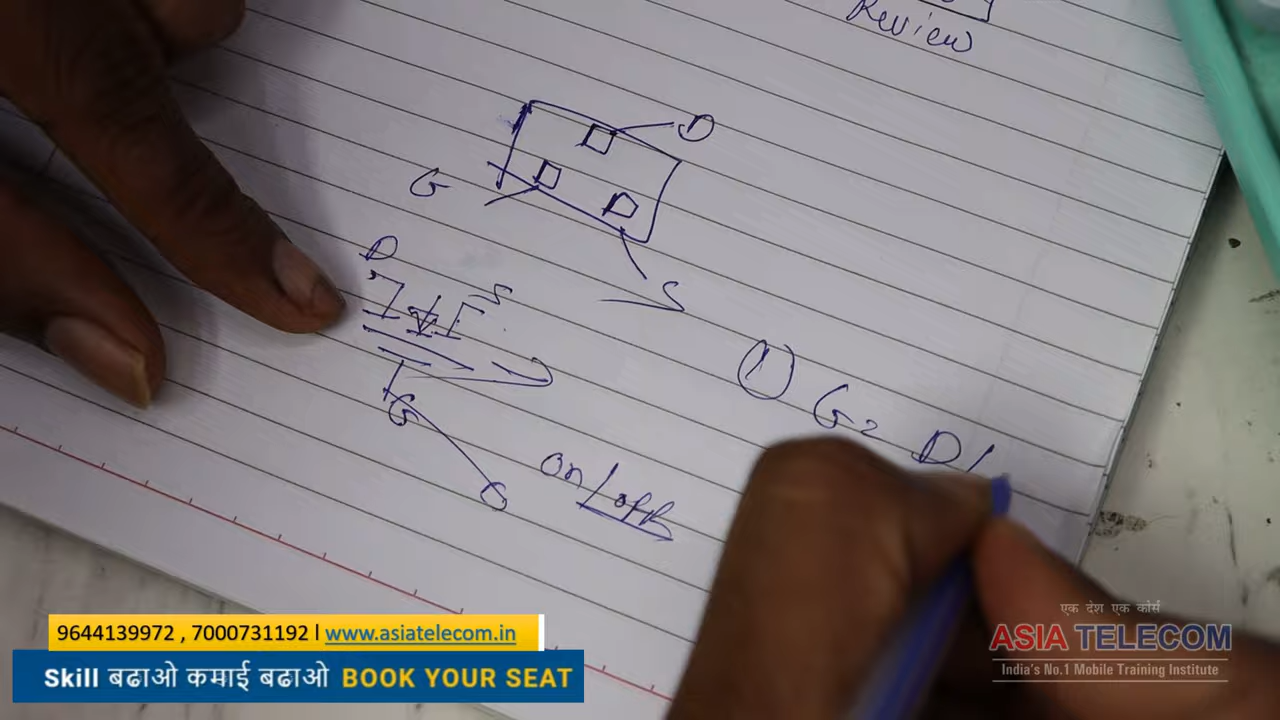 Review
D
G
S
D
S
G
on/off
① G= D/
9644139972 , 7000731192 l www.asiatelecom.in
Skill बढाओ कमाई बढाओ BOOK YOUR SEAT
एक देश एक कोर्स
ASIA TELECOM
India's No.1 Mobile Training Institute